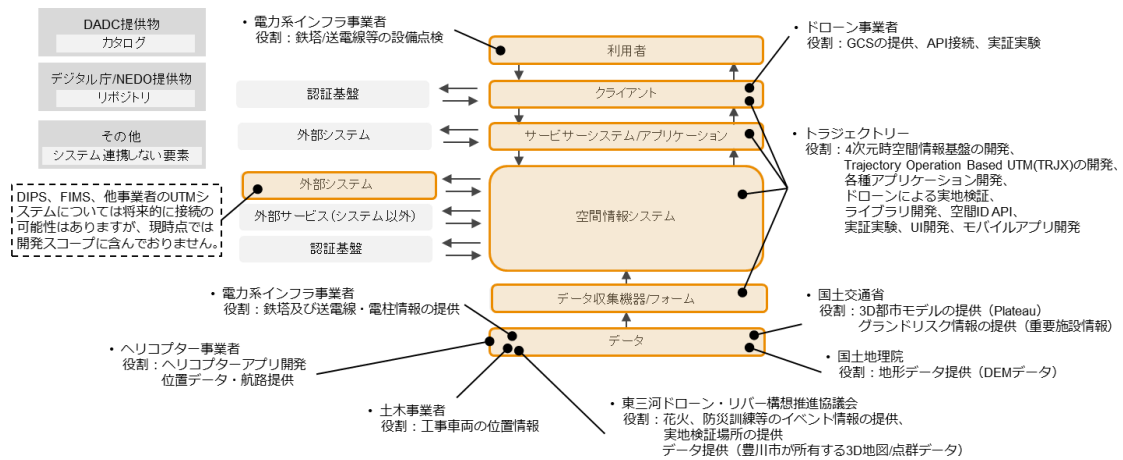 DADC提供物
カタログ
デジタル庁/NEDO提供物
リポジトリ
その他
システム連携しない要素
DIPS、FIMS、他事業者のUTMシ
ステムについては将来的に接続の
可能性はありますが、現時点では
開発スコープに含んでおりません。
• 電力系インフラ事業者
役割：鉄塔/送電線等の設備点検
利用者
認証基盤
クライアント
外部システム
サービサーシステム/アプリケーション
外部システム
外部サービス（システム以外）
認証基盤
空間情報システム
データ収集機器/フォーム
データ
• ドローン事業者
役割：GCSの提供、API接続、実証実験
• トラジェクトリー
役割：4次元時空間情報基盤の開発、
Trajectory Operation Based UTM(TRJX)の開発、
各種アプリケーション開発、
ドローンによる実地検証、
ライブラリ開発、空間ID API、
実証実験、UI開発、モバイルアプリ開発
• 電力系インフラ事業者
役割：鉄塔及び送電線・電柱情報の提供
• ヘリコプター事業者
役割：ヘリコプターアプリ開発
位置データ・航路提供
• 土木事業者
役割：工事車両の位置情報
• 国土交通省
役割：3D都市モデルの提供（Plateau）
グランドリスク情報の提供（重要施設情報）
• 国土地理院
役割：地形データ提供（DEMデータ）
• 東三河ドローン・リバー構想推進協議会
役割：花火、防災訓練等のイベント情報の提供、
実地検証場所の提供
データ提供（豊川市が所有する3D地図/点群データ）